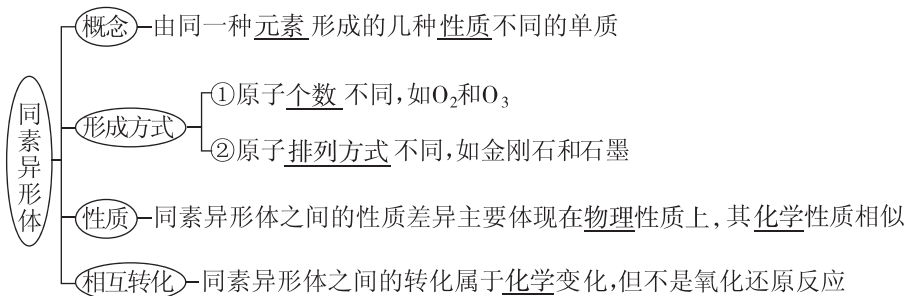 同素异形体
概念
由同一种元素形成的几种性质不同的单质
形成方式
①原子个数不同,如O₂和O₃
②原子排列方式不同,如金刚石和石墨
性质
同素异形体之间的性质差异主要体现在物理性质上,其化学性质相似
相互转化
同素异形体之间的转化属于化学变化,但不是氧化还原反应